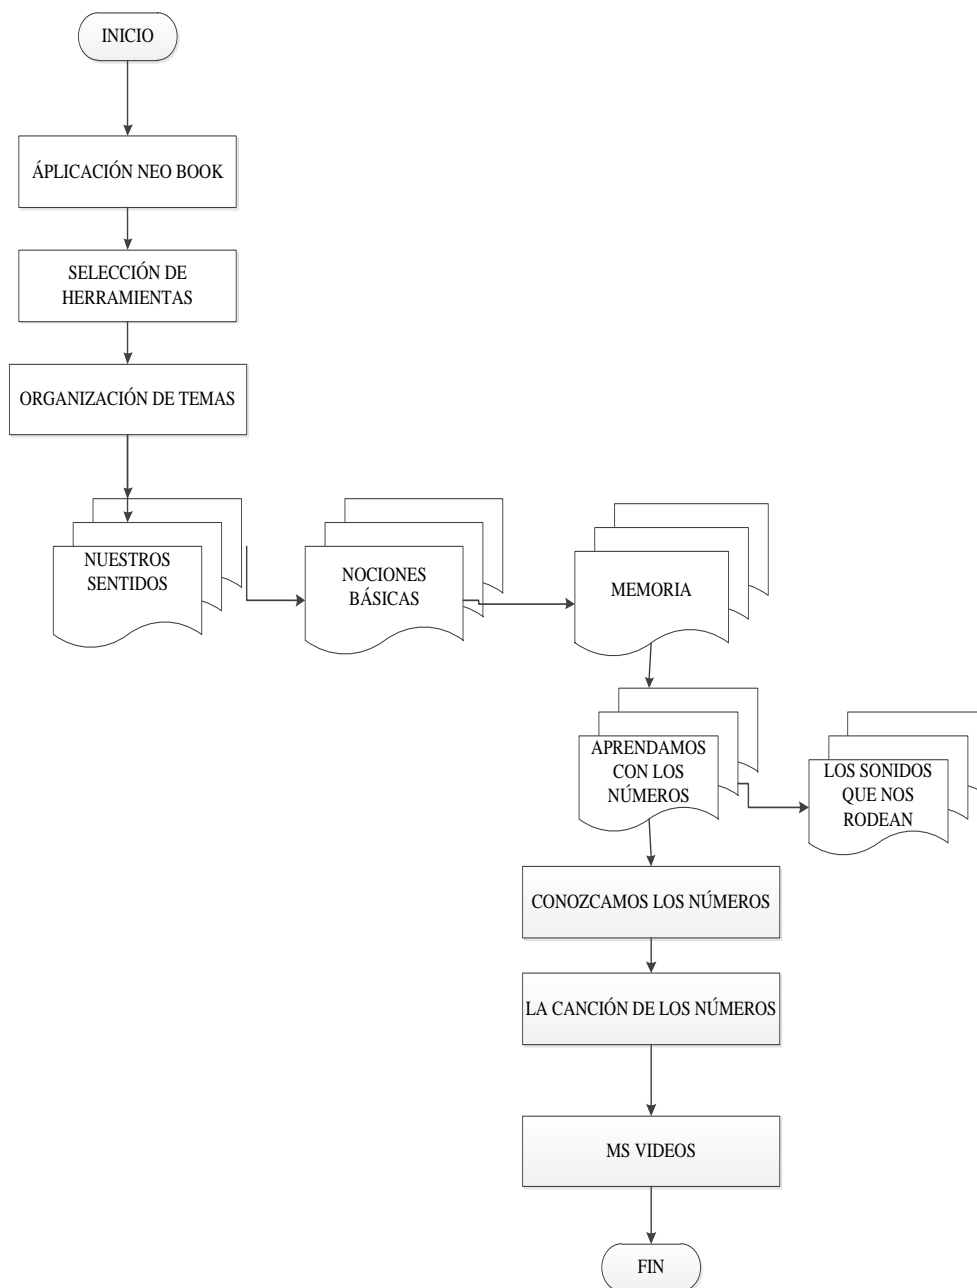 INICIO
ÁPLICACIÓN NEO BOOK
SELECCIÓN DE
HERRAMIENTAS
ORGANIZACIÓN DE TEMAS
NUESTROS
SENTIDOS
NOCIONES
BÁSICAS
MEMORIA
APRENDAMOS
CON LOS
NÚMEROS
LOS SONIDOS
QUE NOS
RODEAN
CONOZCAMOS LOS NÚMEROS
LA CANCIÓN DE LOS NÚMEROS
MS VIDEOS
FIN